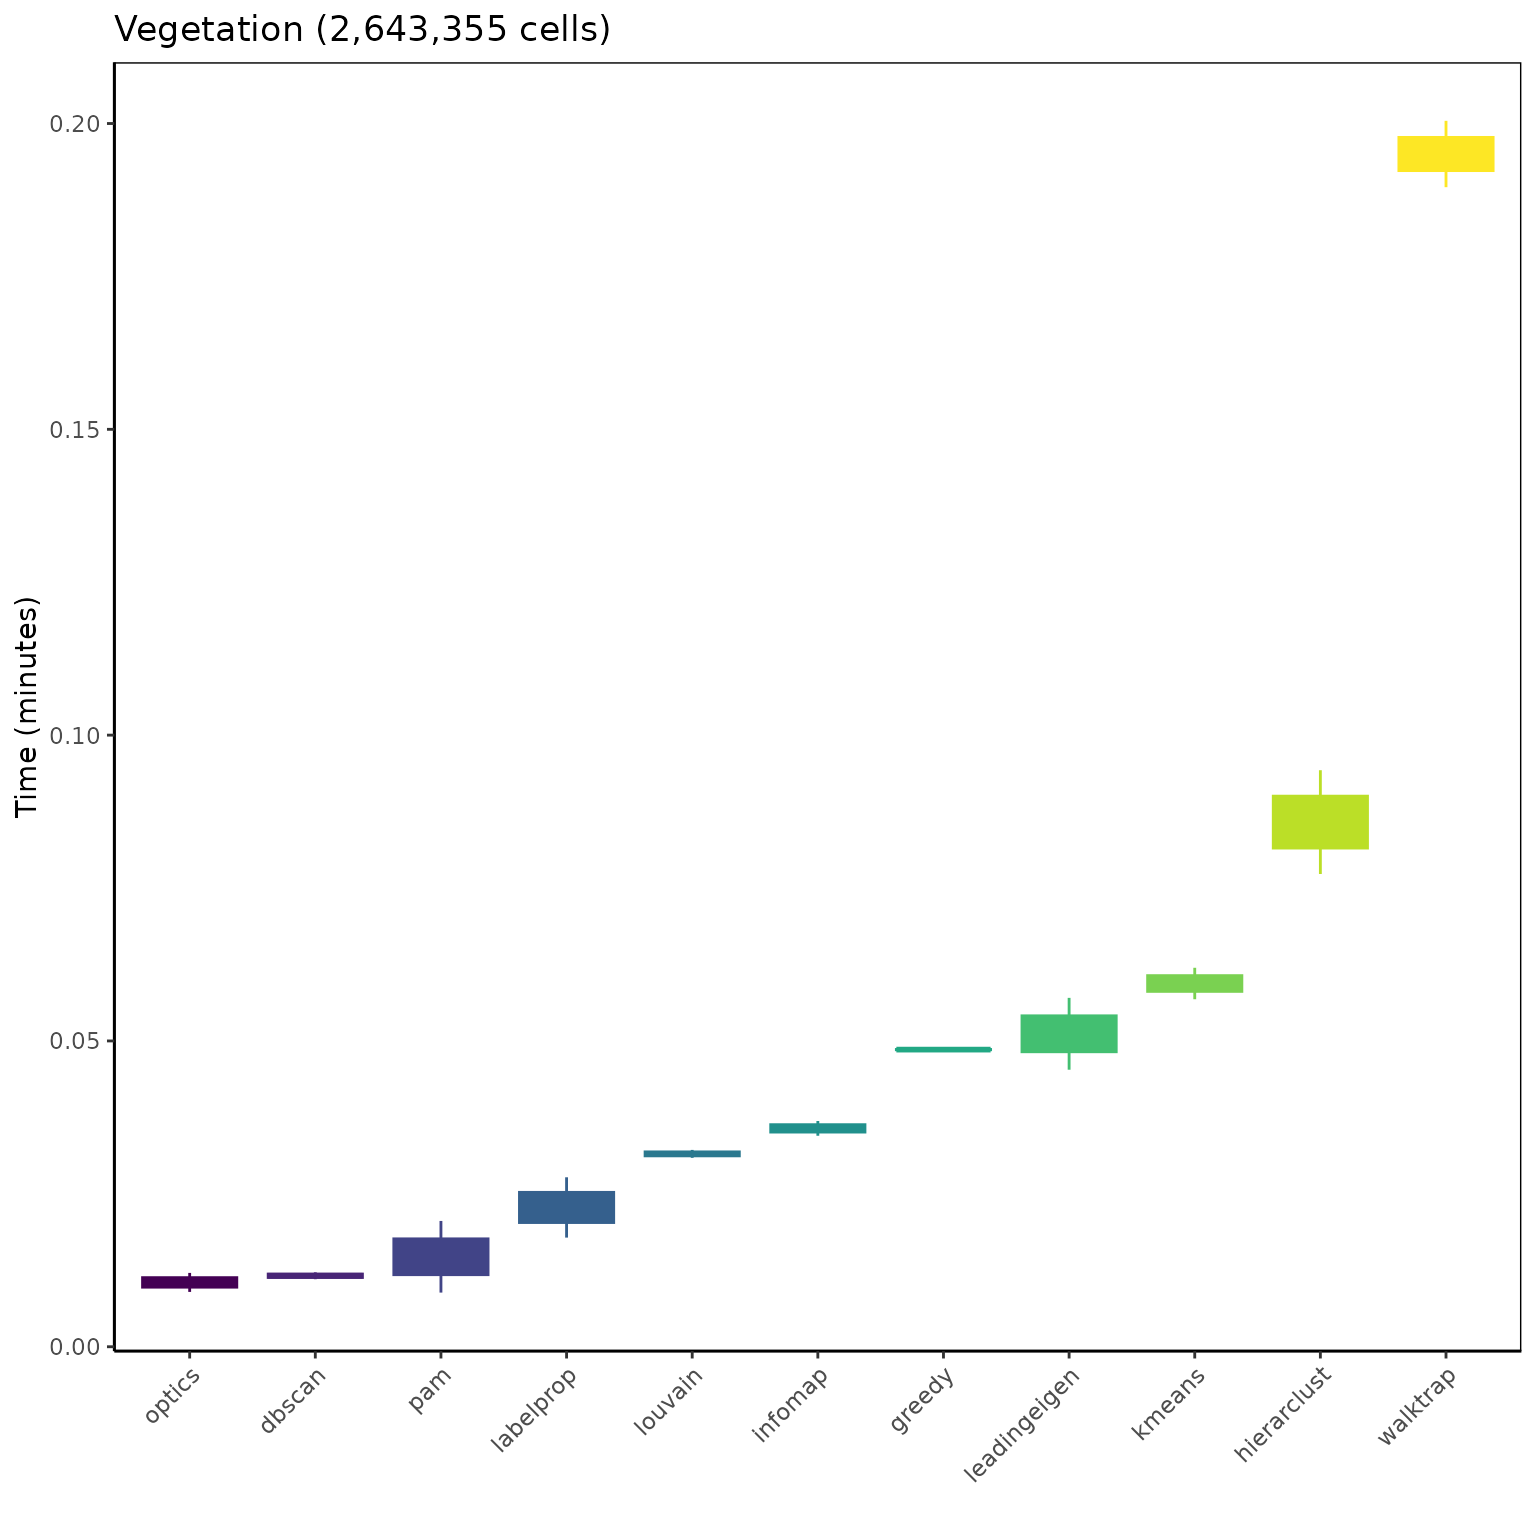 Vegetation (2,643,355 cells)
0.20
0.15
0.10
0.05
0.00
Time (minutes)
optics
dbscan
pam
labelprop
louvain
infomap
greedy
leadingeigen
kmeans
hierarclust
walktrap